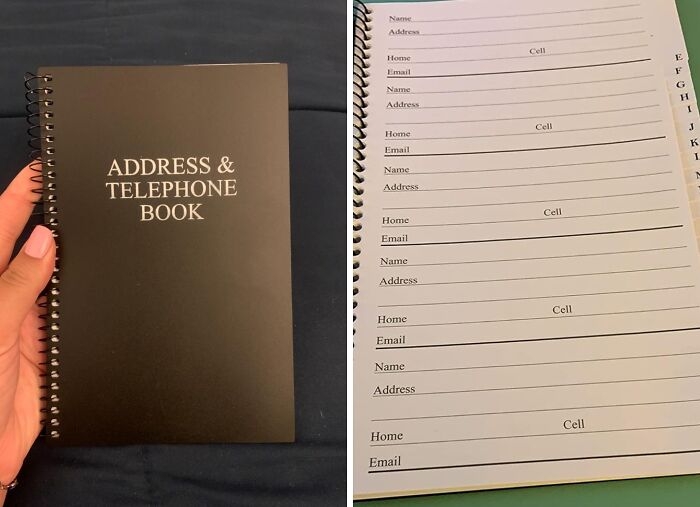 ADDRESS &
TELEPHONE
BOOK
Name
Address
Home Cell
Email
Name
Address
Home Cell
Email
Name
Address
Home Cell
Email
Name
Address
Home Cell
Email
Name
Address
Home Cell
Email
E
F
G
H
I
J
K